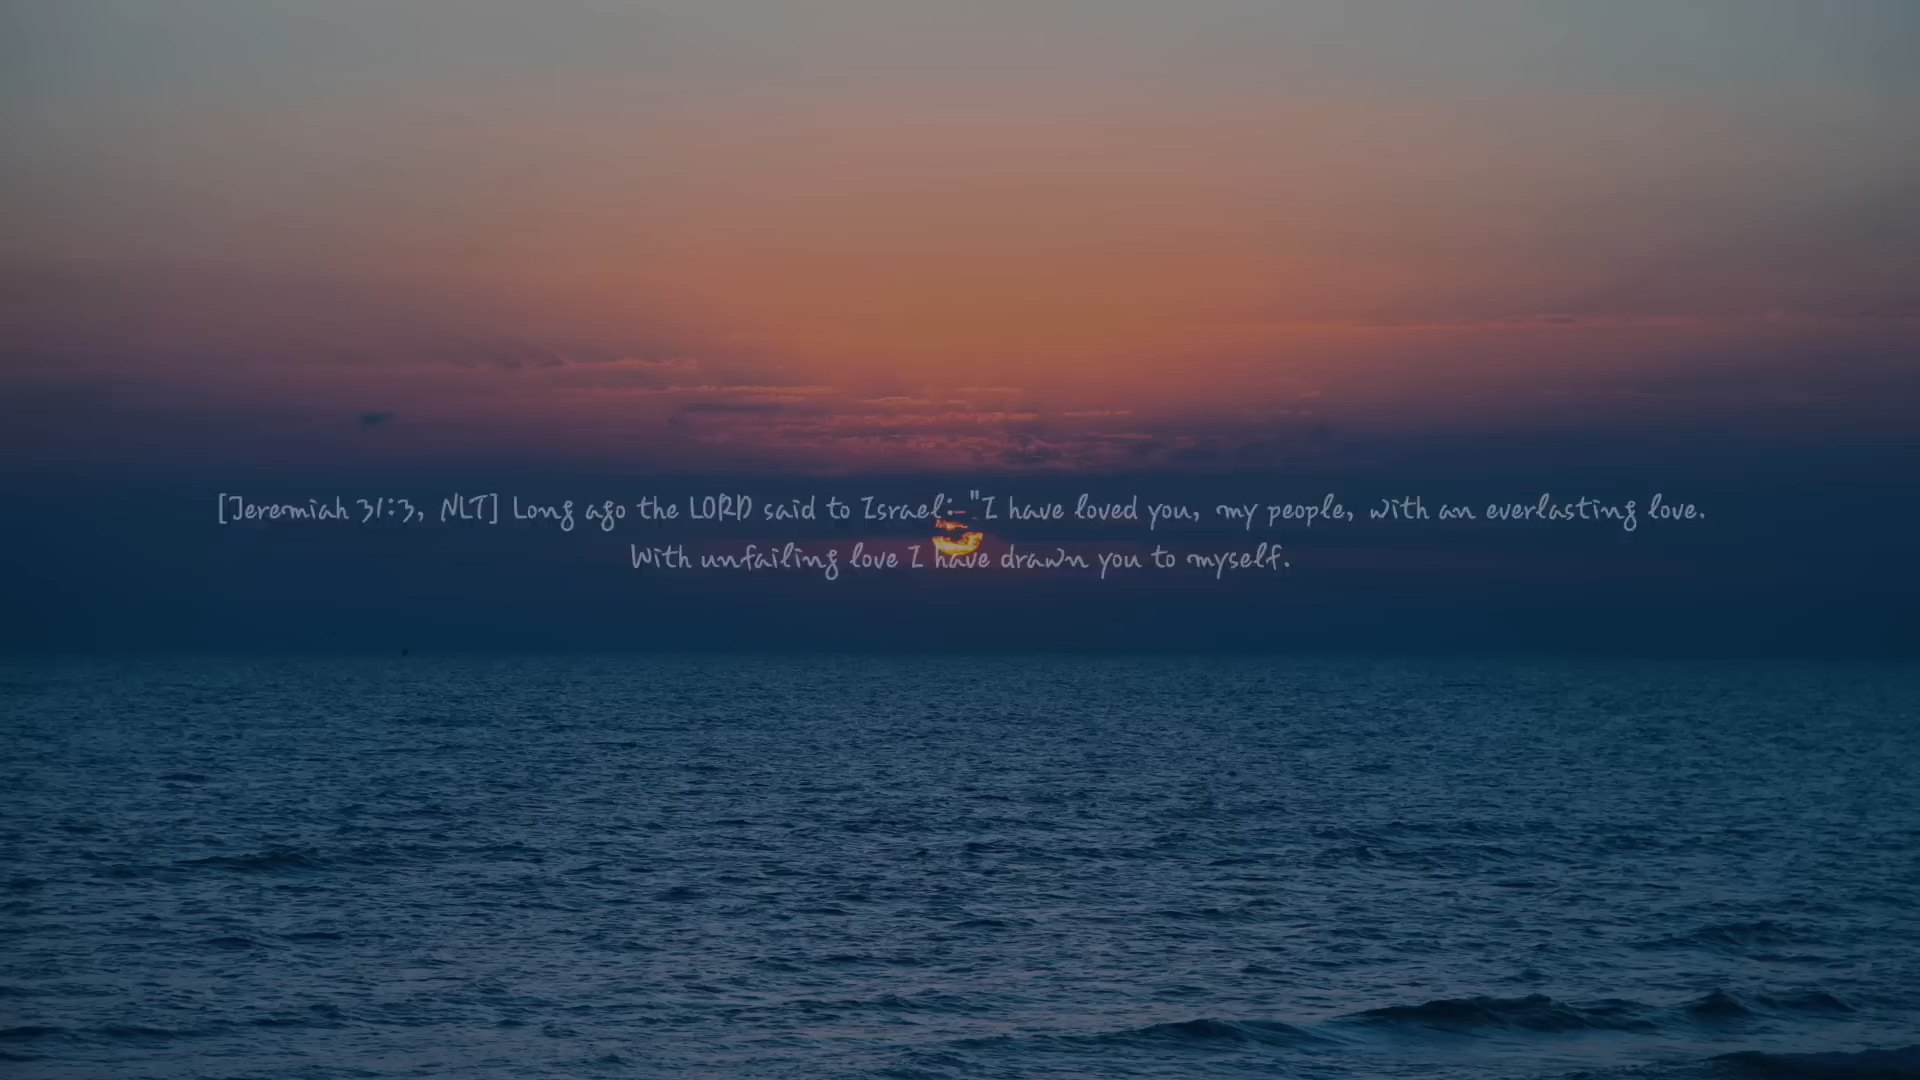 [Jeremiah 31:3, NLT] Long ago the LORD said to Israel: "I have loved you, my people, with an everlasting love.
With unfailing love I have drawn you to myself.